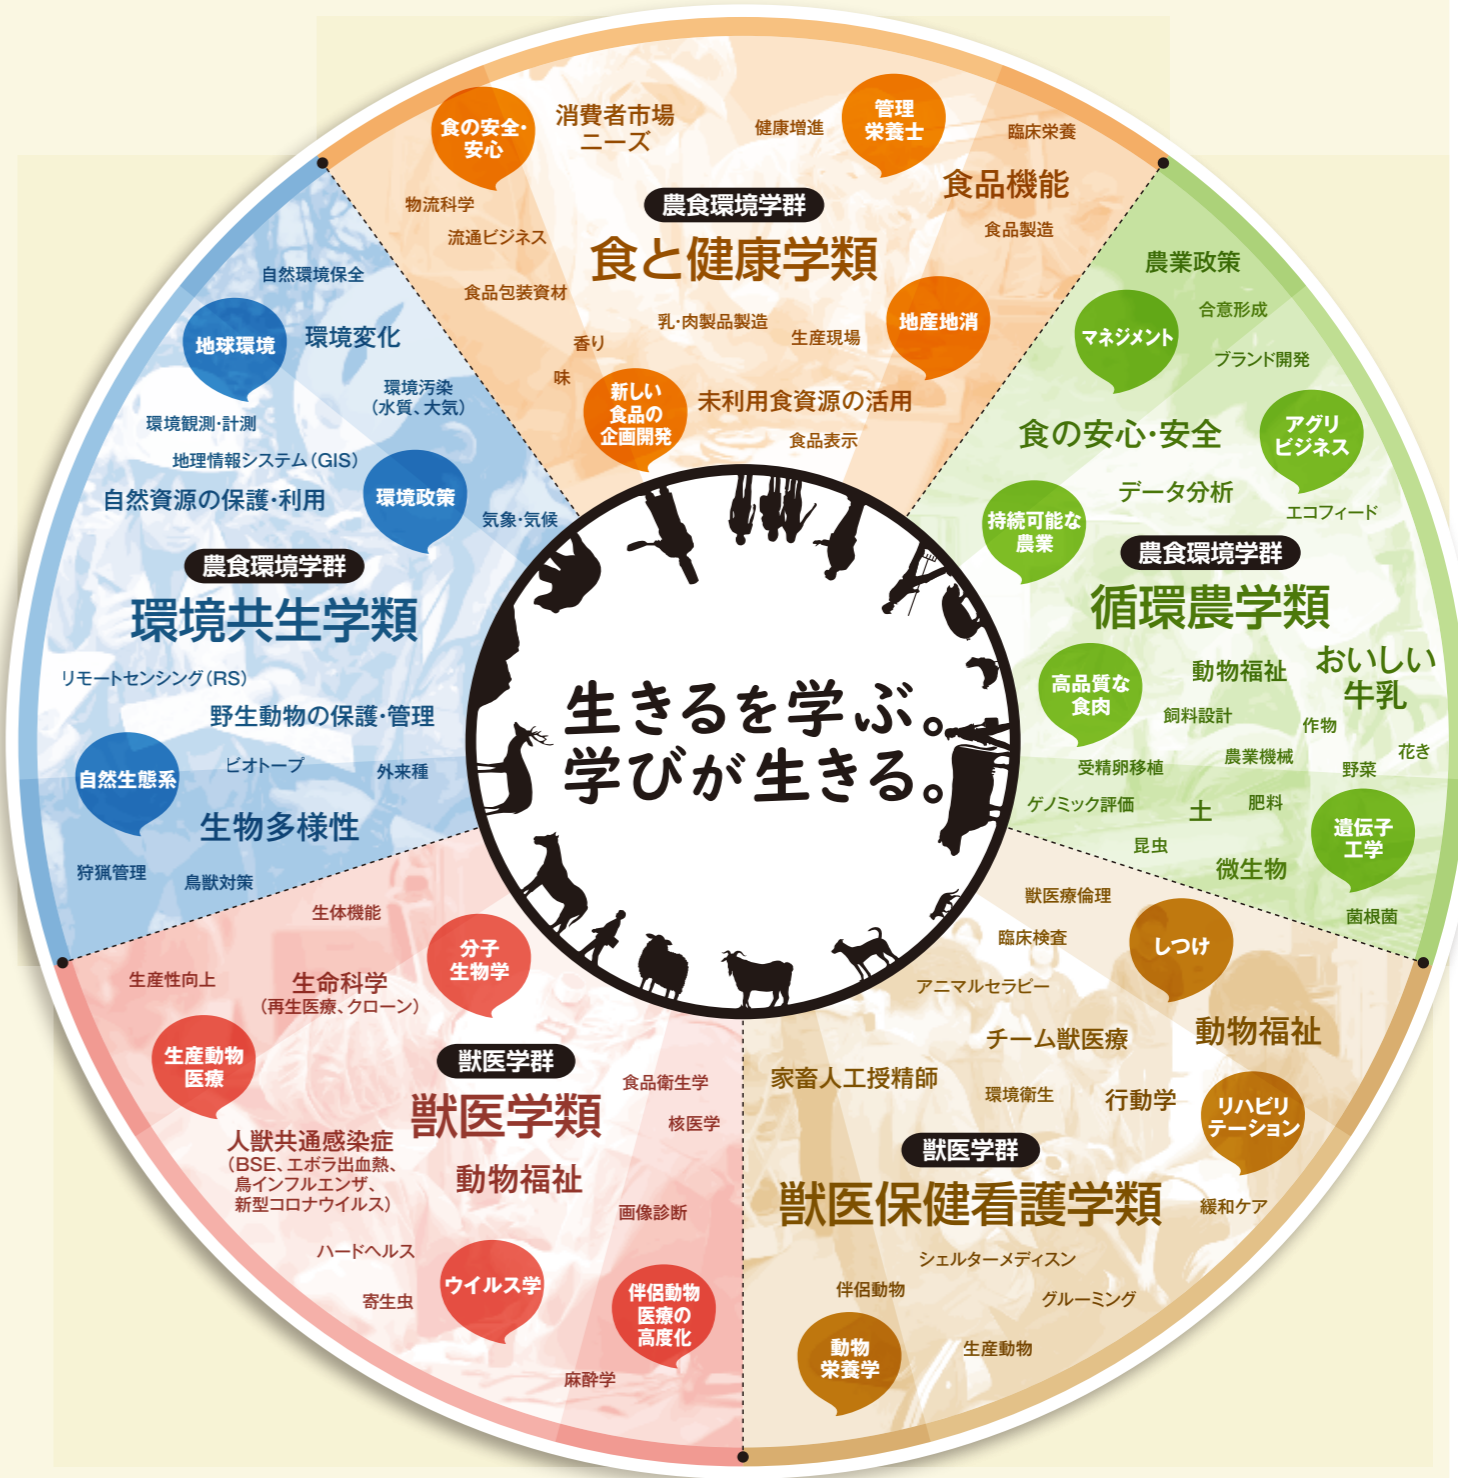 食の安全・
安心
消費者市場
ニーズ
健康増進
管理
栄養士
臨床栄養
食品機能
食品製造
物流科学
流通ビジネス
農食環境学群
食と健康学類
食品包装資材
乳・肉製品製造
生産現場
地産地消
香り
味
新しい
食品の
企画開発
未利用食資源の活用
食品表示
農業政策
合意形成
マネジメント
ブランド開発
食の安心・安全
アグリ
ビジネス
データ分析
エコフィード
持続可能な
農業
農食環境学群
循環農学類
高品質な
食肉
動物福祉
おいしい
牛乳
飼料設計
作物
農業機械
花き
受精卵移植
野菜
ゲノミック評価
土
肥料
遺伝子
工学
昆虫
微生物
菌根菌
自然環境保全
地球環境
環境変化
環境汚染
(水質、大気)
環境観測・計測
地理情報システム(GIS)
自然資源の保護・利用
環境政策
気象・気候
農食環境学群
環境共生学類
リモートセンシング(RS)
野生動物の保護・管理
自然生態系
ビオトープ
外来種
生物多様性
狩猟管理
鳥獣対策
生きるを学ぶ。
学びが生きる。
生体機能
分子
生物学
生産性向上
生命科学
(再生医療、クローン)
生産動物
医療
獣医学群
獣医学類
食品衛生学
核医学
人獣共通感染症
(BSE、エボラ出血熱、
鳥インフルエンザ、
新型コロナウイルス)
動物福祉
画像診断
ハードヘルス
ウイルス学
寄生虫
伴侶動物
医療の
高度化
麻酔学
獣医療倫理
臨床検査
しつけ
アニマルセラピー
チーム獣医療
動物福祉
家畜人工授精師
環境衛生
行動学
リハビリ
テーション
獣医学群
獣医保健看護学類
緩和ケア
シェルターメディスン
伴侶動物
グルーミング
動物
栄養学
生産動物